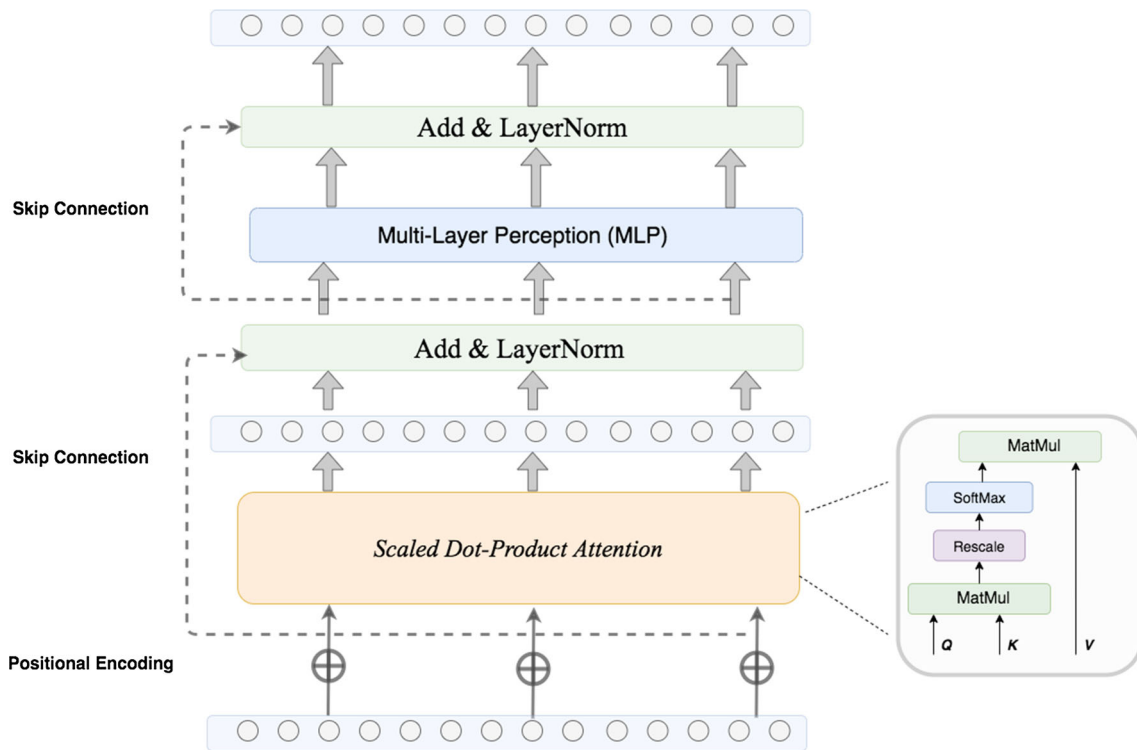 Add & LayerNorm
Skip Connection
Multi-Layer Perception (MLP)
Add & LayerNorm
Skip Connection
Scaled Dot-Product Attention
Positional Encoding
MatMul
SoftMax
Rescale
MatMul
Q K V